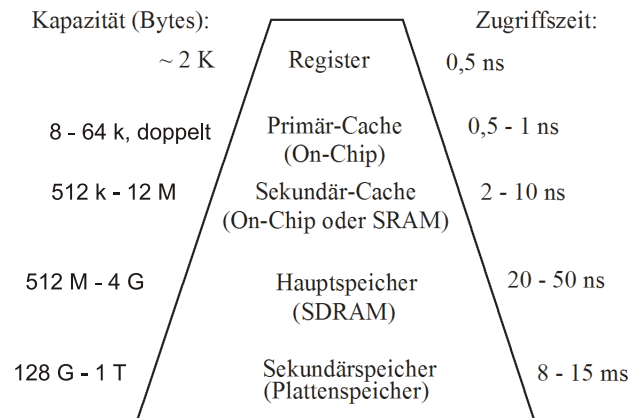 Kapazität (Bytes): Zugriffszeit:
~ 2 K Register 0,5 ns
8 - 64 k, doppelt Primär-Cache 0,5 - 1 ns
(On-Chip)
512 k - 12 M Sekundär-Cache 2 - 10 ns
(On-Chip oder SRAM)
512 M - 4 G Hauptspeicher 20 - 50 ns
(SDRAM)
128 G - 1 T Sekundärspeicher 8 - 15 ms
(Plattenspeicher)